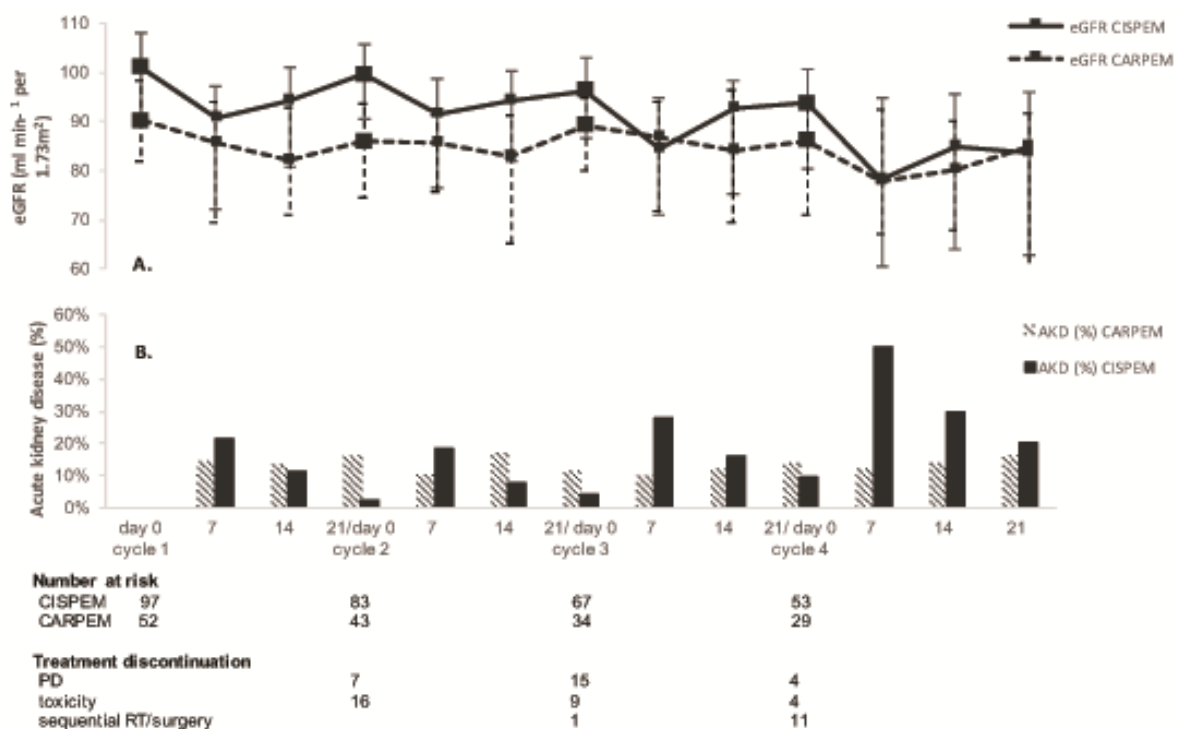 110
100
90
80
70
60
eGFR (ml min-¹ per
1.73m²)
eGFR CISPEM
eGFR CARPEM
A.
60%
50%
40%
30%
20%
10%
0%
Acute kidney disease (%)
B.
AKD (%) CARPEM
AKD (%) CISPEM
day 0 7 14 21/day 0 7 14 21/ day 0 7 14 21/day 0 7 14 21
cycle 1 cycle 2 cycle 3 cycle 4
Number at risk
CISPEM 97 83 67 53
CARPEM 52 43 34 29
Treatment discontinuation
PD 7 15 4
toxicity 16 9 4
sequential RT/surgery 1 11